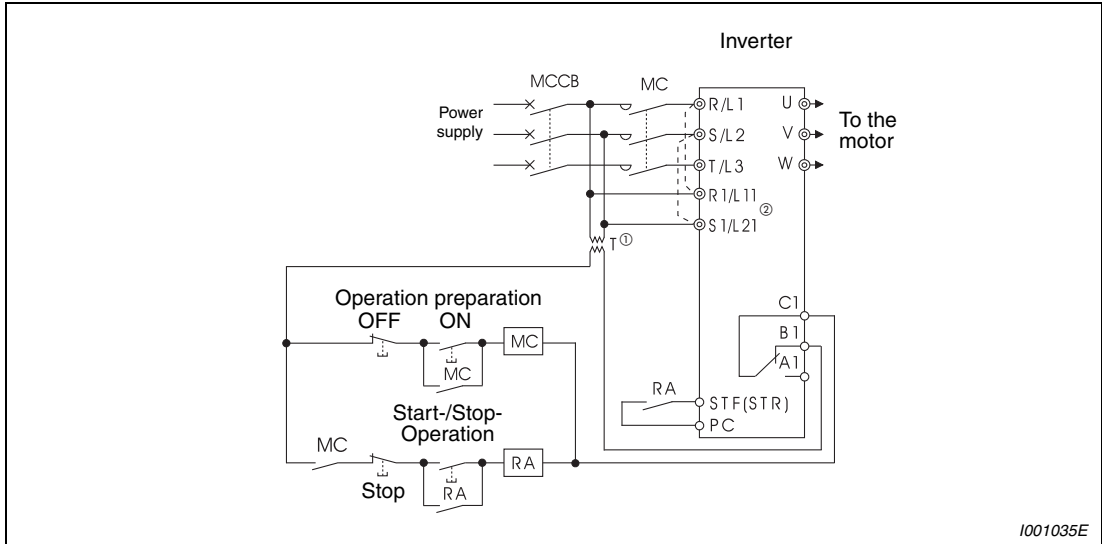 Inverter
MCCB
MC
Power
supply
R/L1
S/L2
T/L3
R1/L11
S1/L21
②
U
V
W
To the
motor
T①
Operation preparation
OFF
ON
MC
MC
C1
B1
A1
RA
STF(STR)
PC
Start-/Stop-
Operation
MC
Stop
RA
RA
I001035E